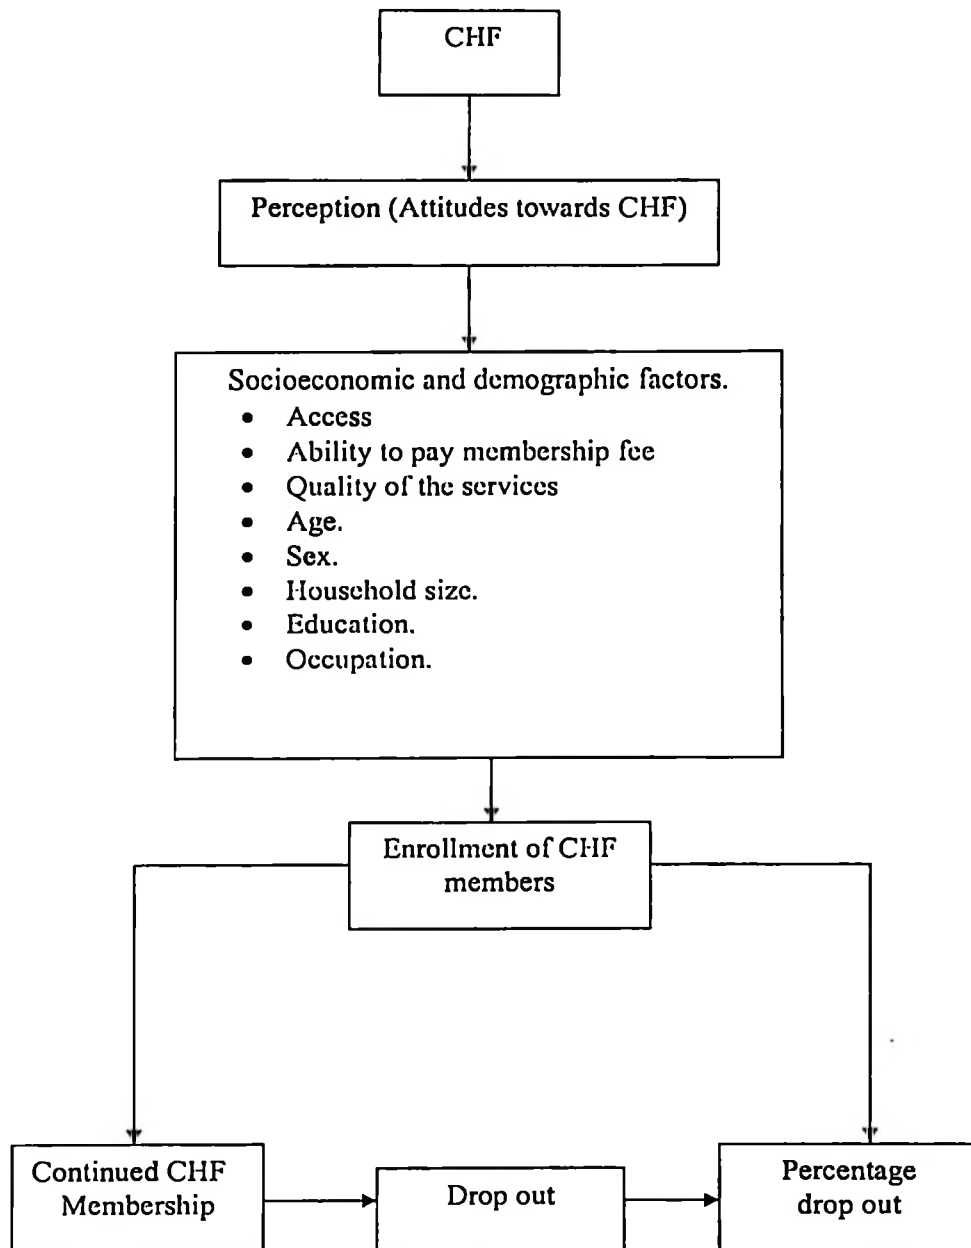 CHF
Perception (Attitudes towards CHF)
Socioeconomic and demographic factors.
• Access
• Ability to pay membership fee
• Quality of the services
• Age.
• Sex.
• Household size.
• Education.
• Occupation.
Enrollment of CHF
members
Continued CHF
Membership
Drop out
Percentage
drop out